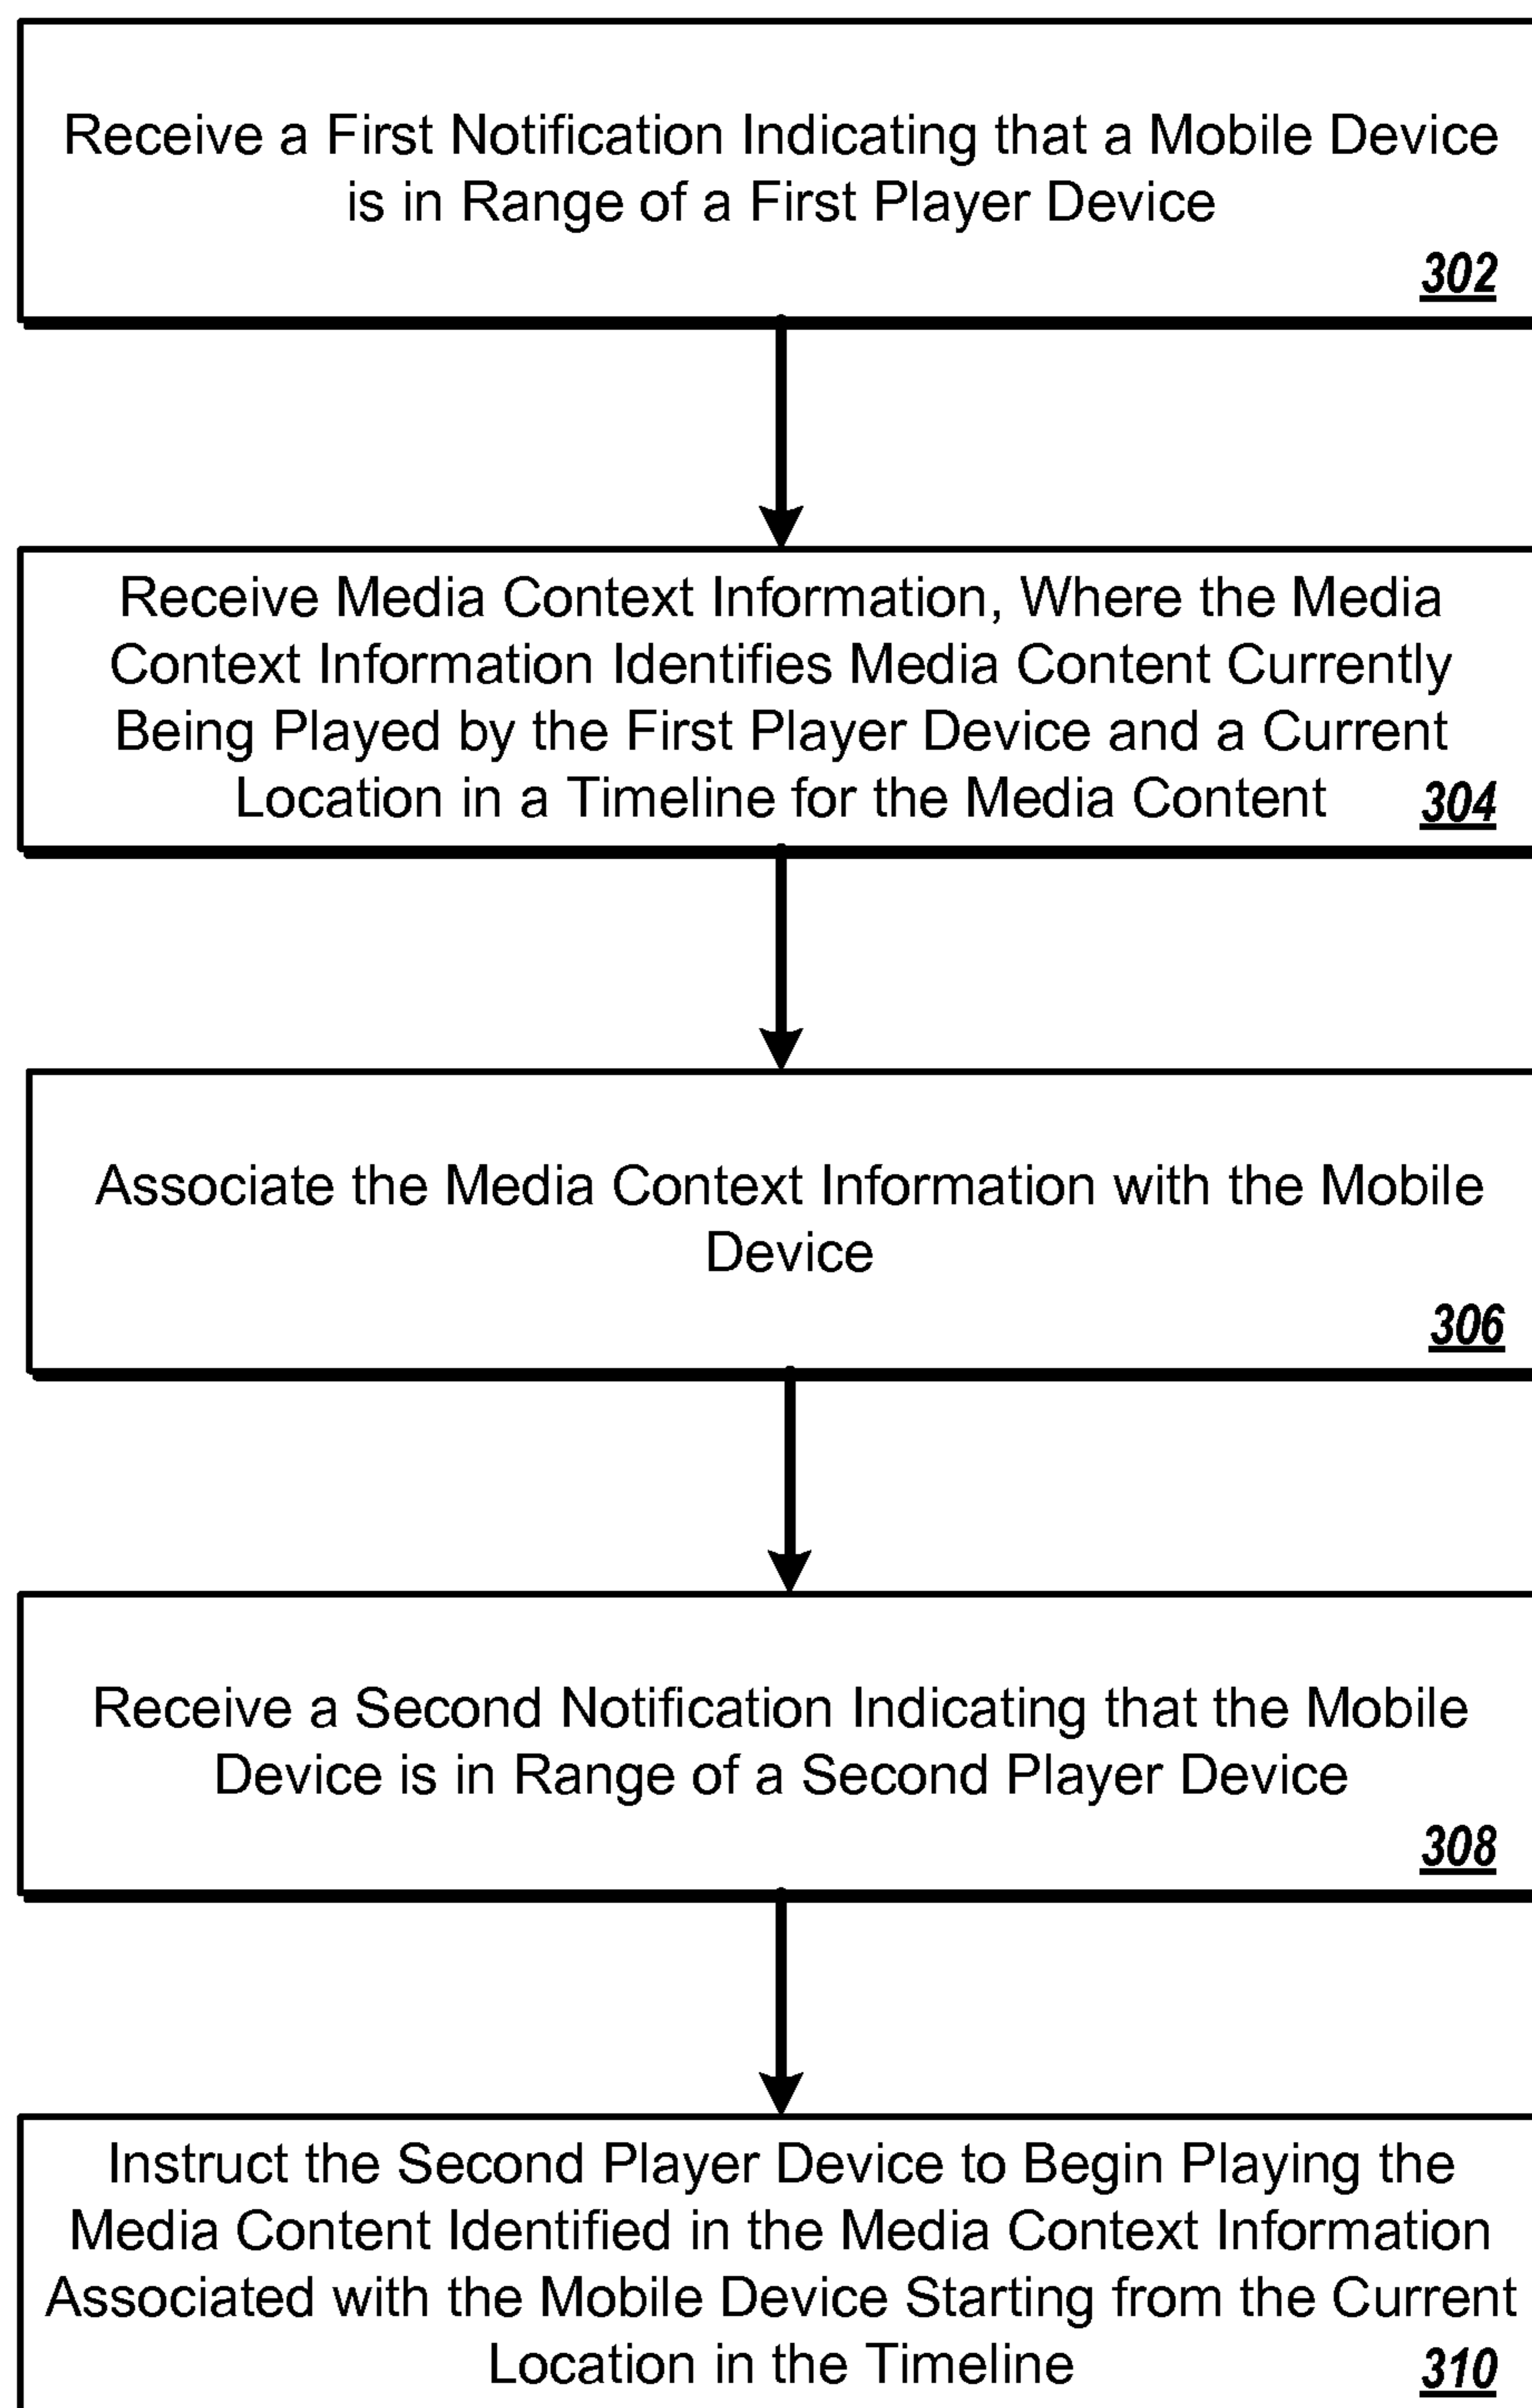 Receive a First Notification Indicating that a Mobile Device
is in Range of a First Player Device
302
Receive Media Context Information, Where the Media
Context Information Identifies Media Content Currently
Being Played by the First Player Device and a Current
Location in a Timeline for the Media Content 304
Associate the Media Context Information with the Mobile
Device
306
Receive a Second Notification Indicating that the Mobile
Device is in Range of a Second Player Device
308
Instruct the Second Player Device to Begin Playing the
Media Content Identified in the Media Context Information
Associated with the Mobile Device Starting from the Current
Location in the Timeline 310